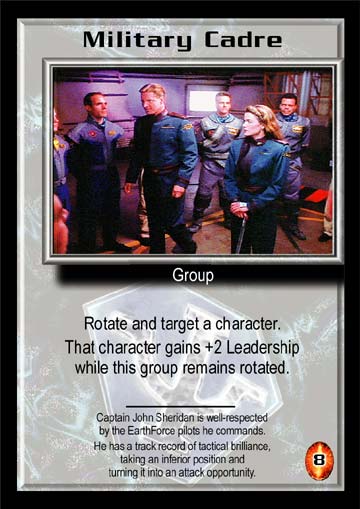 Military Cadre
Group
Rotate and target a character.
That character gains +2 Leadership
while this group remains rotated.
Captain John Sheridan is well-respected
by the EarthForce pilots he commands.
He has a track record of tactical brilliance,
taking an inferior position and
turning it into an attack opportunity.
8